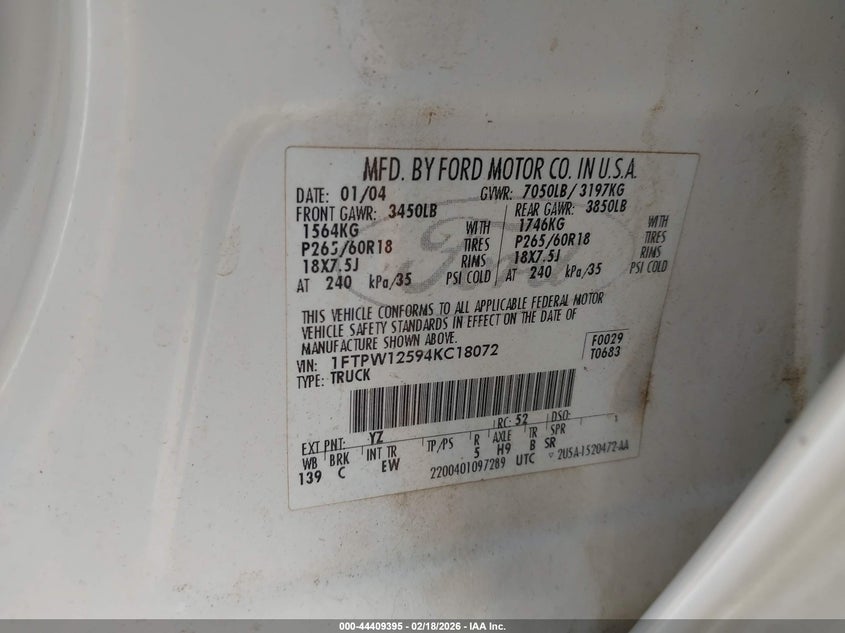 MFD. BY FORD MOTOR CO. IN U.S.A.
DATE: 01/04 GVWR: 7050LB/ 3197KG
FRONT GAWR: 3450LB REAR GAWR: 3850LB
1564KG WITH 1746KG WITH
P265/60R18 TIRES P265/60R18 TIRES
18X7.5J RIMS 18X7.5J RIMS
AT 240 kPa/35 PSI COLD AT 240 kPa/35 PSI COLD
Ford
THIS VEHICLE CONFORMS TO ALL APPLICABLE FEDERAL MOTOR
VEHICLE SAFETY STANDARDS IN EFFECT ON THE DATE OF
MANUFACTURE SHOWN ABOVE.
VIN: 1FTPW12594KC18072 F0029
TYPE: TRUCK T0683
EXT PNT: YZ RC: 52 DSO:
WB BRK INT TR TP/PS R AXLE TR SPR
139 C EW 5 H9 B SR
2200401097289 UTC 2U5A-1520472-AA
000-44409395 - 02/18/2026 - IAA Inc.